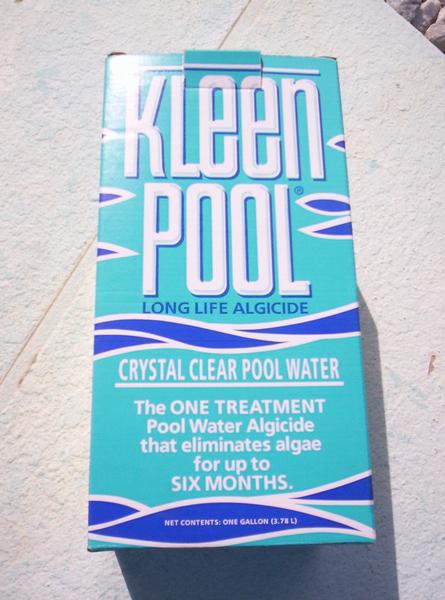 KLeen
POOL®
LONG LIFE ALGICIDE
CRYSTAL CLEAR POOL WATER
The ONE TREATMENT
Pool Water Algicide
that eliminates algae
for up to
SIX MONTHS.
NET CONTENTS: ONE GALLON (3.78 L)